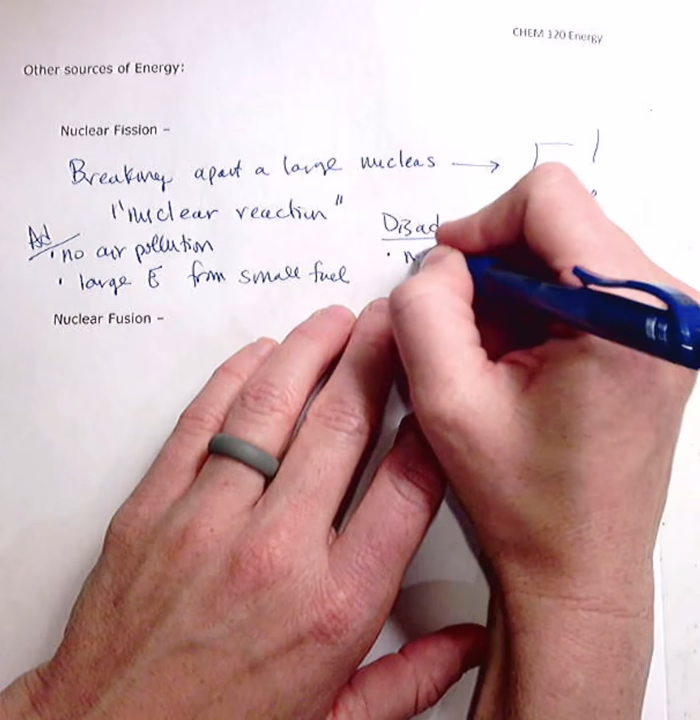 CHEM 120 Energy
Other sources of Energy:
Nuclear Fission –
Breaking apart a large nucleas →
"nuclear reaction"
Ad
Disad
• no air pollution
• large E from small fuel
Nuclear Fusion –